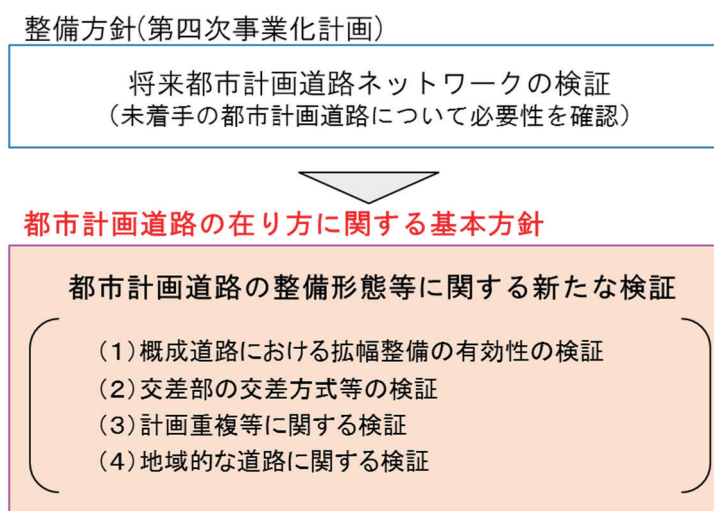 整備方針(第四次事業化計画)
将来都市計画道路ネットワークの検証
(未着手の都市計画道路について必要性を確認)
都市計画道路の在り方に関する基本方針
都市計画道路の整備形態等に関する新たな検証
(1)概成道路における拡幅整備の有効性の検証
(2)交差部の交差方式等の検証
(3)計画重複等に関する検証
(4)地域的な道路に関する検証